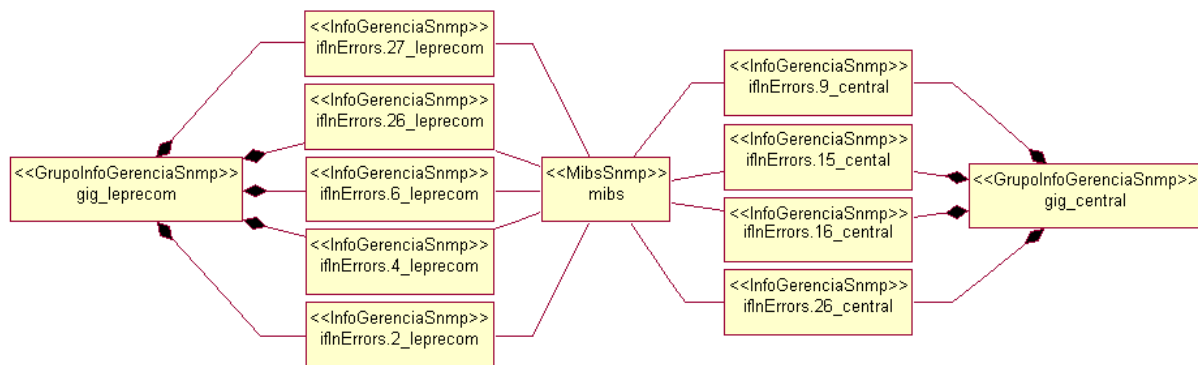 <<InfoGerenciaSnmp>>
ifInErrors.27_leprecom
<<InfoGerenciaSnmp>>
ifInErrors.26_leprecom
<<GrupoInfoGerenciaSnmp>>
gig_leprecom
<<InfoGerenciaSnmp>>
ifInErrors.6_leprecom
<<InfoGerenciaSnmp>>
ifInErrors.4_leprecom
<<InfoGerenciaSnmp>>
ifInErrors.2_leprecom
<<MibsSnmp>>
mibs
<<InfoGerenciaSnmp>>
ifInErrors.9_central
<<InfoGerenciaSnmp>>
ifInErrors.15_cental
<<InfoGerenciaSnmp>>
ifInErrors.16_central
<<InfoGerenciaSnmp>>
ifInErrors.26_central
<<GrupoInfoGerenciaSnmp>>
gig_central